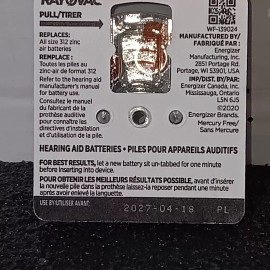 RAYOVAC
PULL/TIRER
REPLACES:
All size 312 zinc
air batteries
REMPLACE :
Toutes les piles au
zinc-air de format 312
Refer to the hearing aid
manufacturer's manual
for battery use.
Consultez le manuel
du fabricant de la
prothèse auditive
pour connaître les
directives d'installation
et d'utilisation de la pile.
WF-139024
MANUFACTURED BY/
FABRIQUÉ PAR :
Energizer
Manufacturing, Inc.
2851 Portage Rd.
Portage, WI 53901, USA
ADVTSD. BY/PAR:
Energizer Canada, Inc.
Mississauga, Ontario
L5N 6J5
©2020
Energizer Brands.
Mercury Free/
Sans Mercure
HEARING AID BATTERIES • PILES POUR APPAREILS AUDITIFS
FOR BEST RESULTS, let a new battery sit un-tabbed for one minute
before inserting into device.
POUR OBTENIR LES MEILLEURS RÉSULTATS POSSIBLE, avant d'insérer
la nouvelle pile dans la prothèse laissez-la reposer pendant une minute
après avoir enlevé la languette.
USE BY/UTILISER AVANT: 2027-04-18 PL